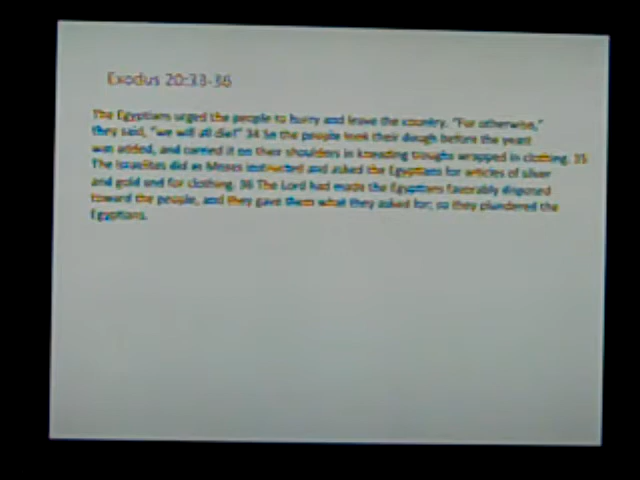 Exodus 20:33-36
The Egyptians urged the people to hurry and leave the country. "For otherwise,"
they said, "we will all die!" 34 So the people took their dough before the yeast
was added, and carried it on their shoulders in kneading troughs wrapped in clothing. 35
The Israelites did as Moses instructed and asked the Egyptians for articles of silver
and gold and for clothing. 36 The Lord had made the Egyptians favorably disposed
toward the people, and they gave them what they asked for; so they plundered the
Egyptians.